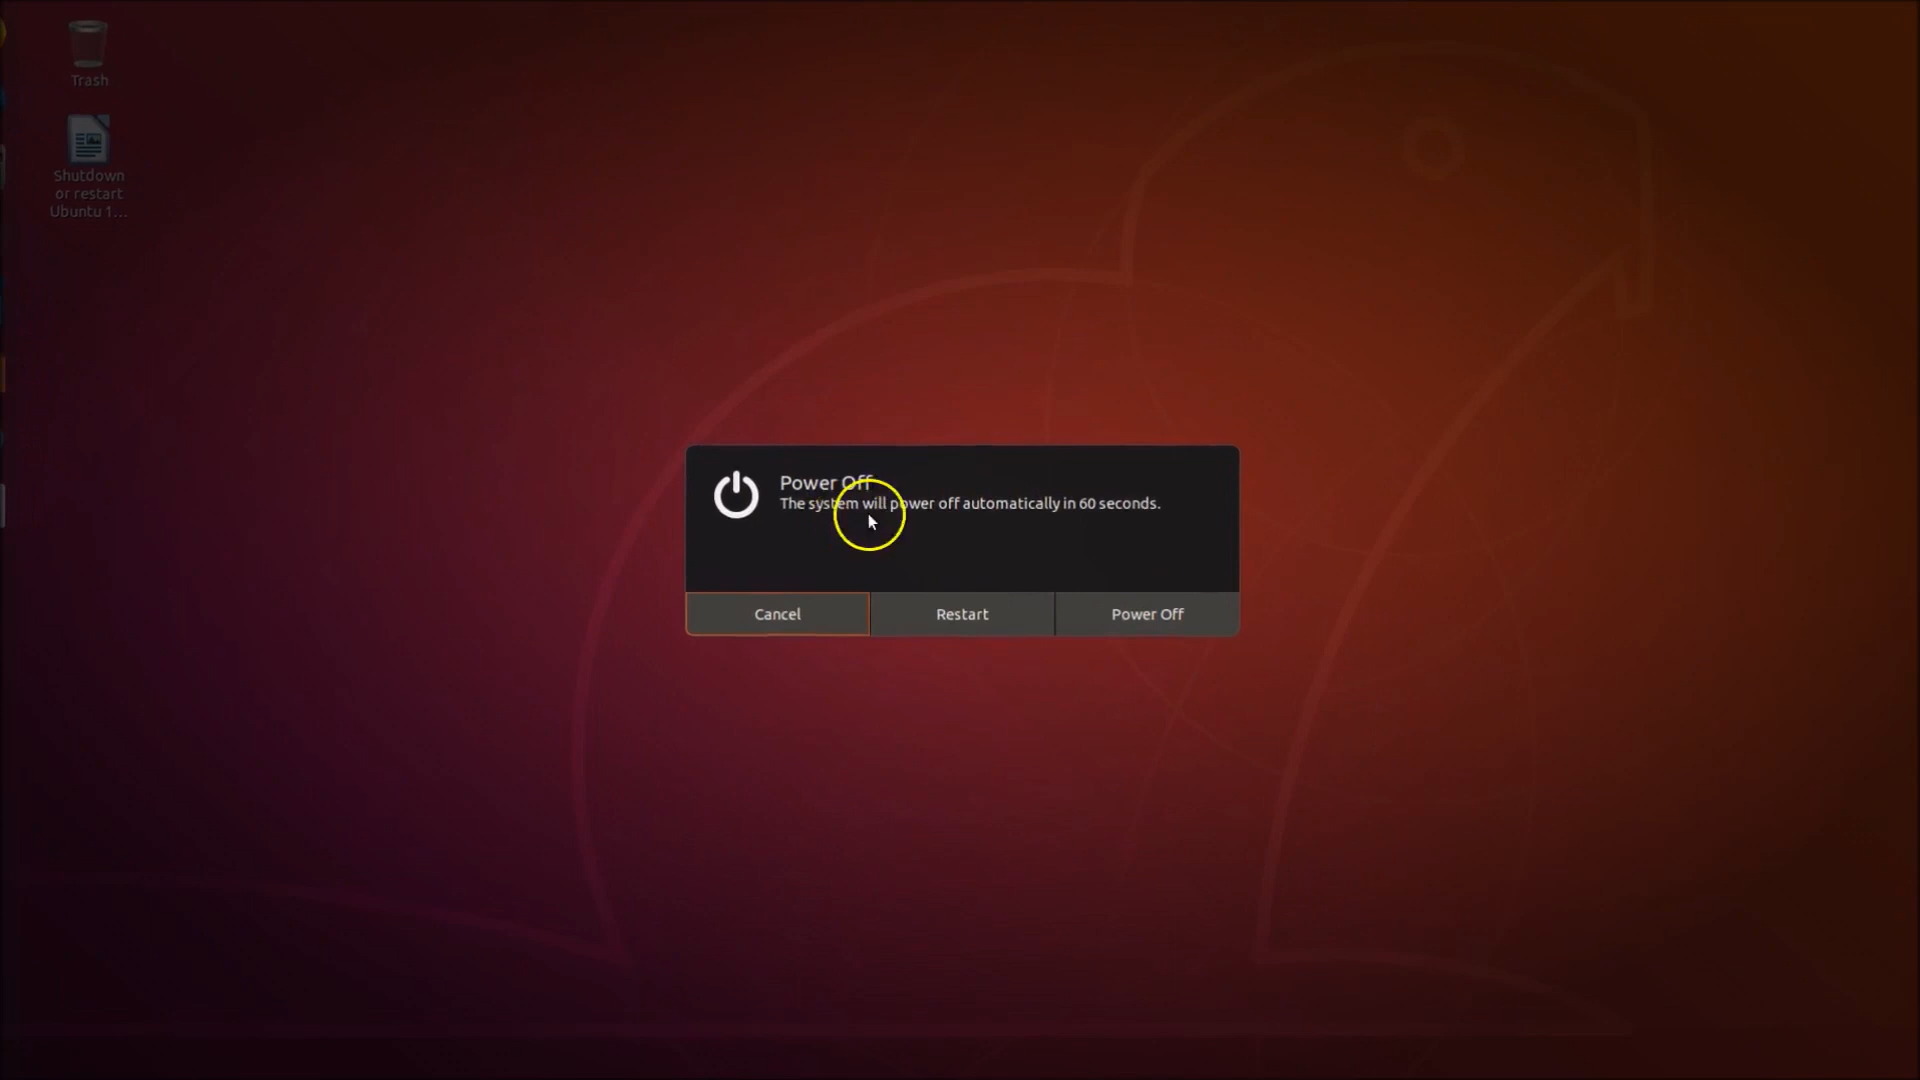 Trash
Shutdown
or restart
Ubuntu 1...
Power Off
The system will power off automatically in 60 seconds.
Cancel
Restart
Power Off